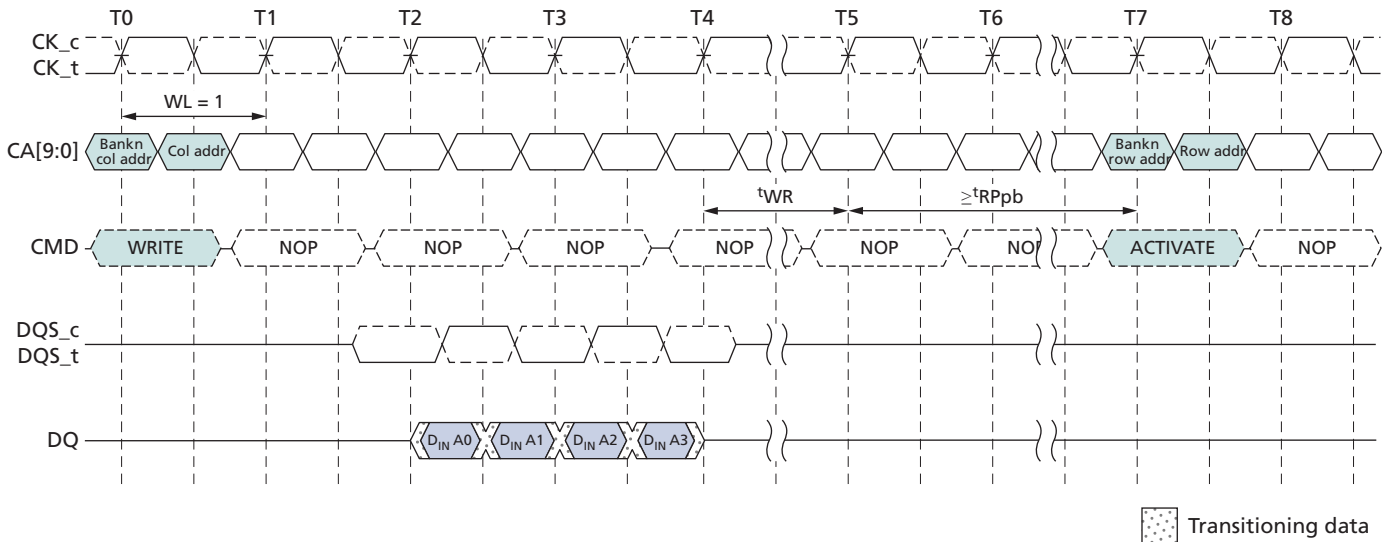 T0 T1 T2 T3 T4 T5 T6 T7 T8
CK_c
CK_t
WL = 1
CA[9:0]
Bankn
col addr
Col addr
Bankn
row addr
Row addr
tWR
≥tRPpb
CMD
WRITE NOP NOP NOP NOP NOP NOP ACTIVATE NOP
DQS_c
DQS_t
DQ
DIN A0 DIN A1 DIN A2 DIN A3
Transitioning data